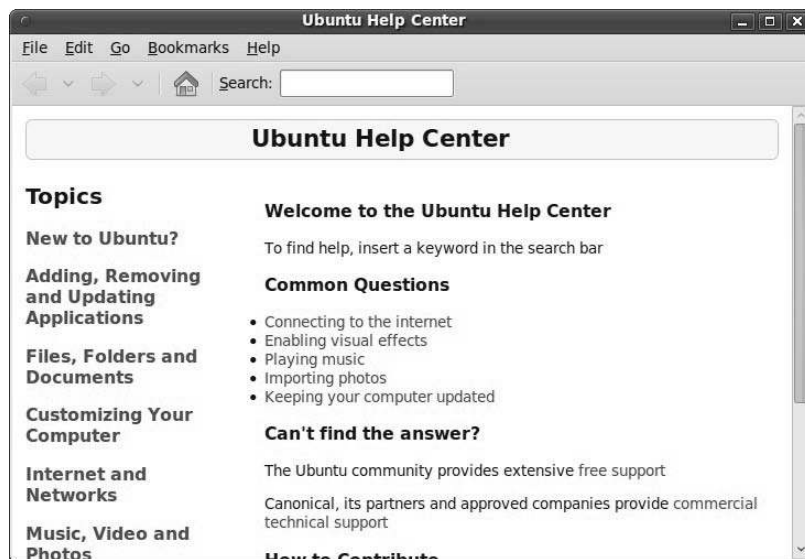 Ubuntu Help Center
File Edit Go Bookmarks Help
Search:
Ubuntu Help Center
Topics
New to Ubuntu?
Adding, Removing
and Updating
Applications
Files, Folders and
Documents
Customizing Your
Computer
Internet and
Networks
Music, Video and
Photos
Welcome to the Ubuntu Help Center
To find help, insert a keyword in the search bar
Common Questions
• Connecting to the internet
• Enabling visual effects
• Playing music
• Importing photos
• Keeping your computer updated
Can't find the answer?
The Ubuntu community provides extensive free support
Canonical, its partners and approved companies provide commercial
technical support
How to Contribute